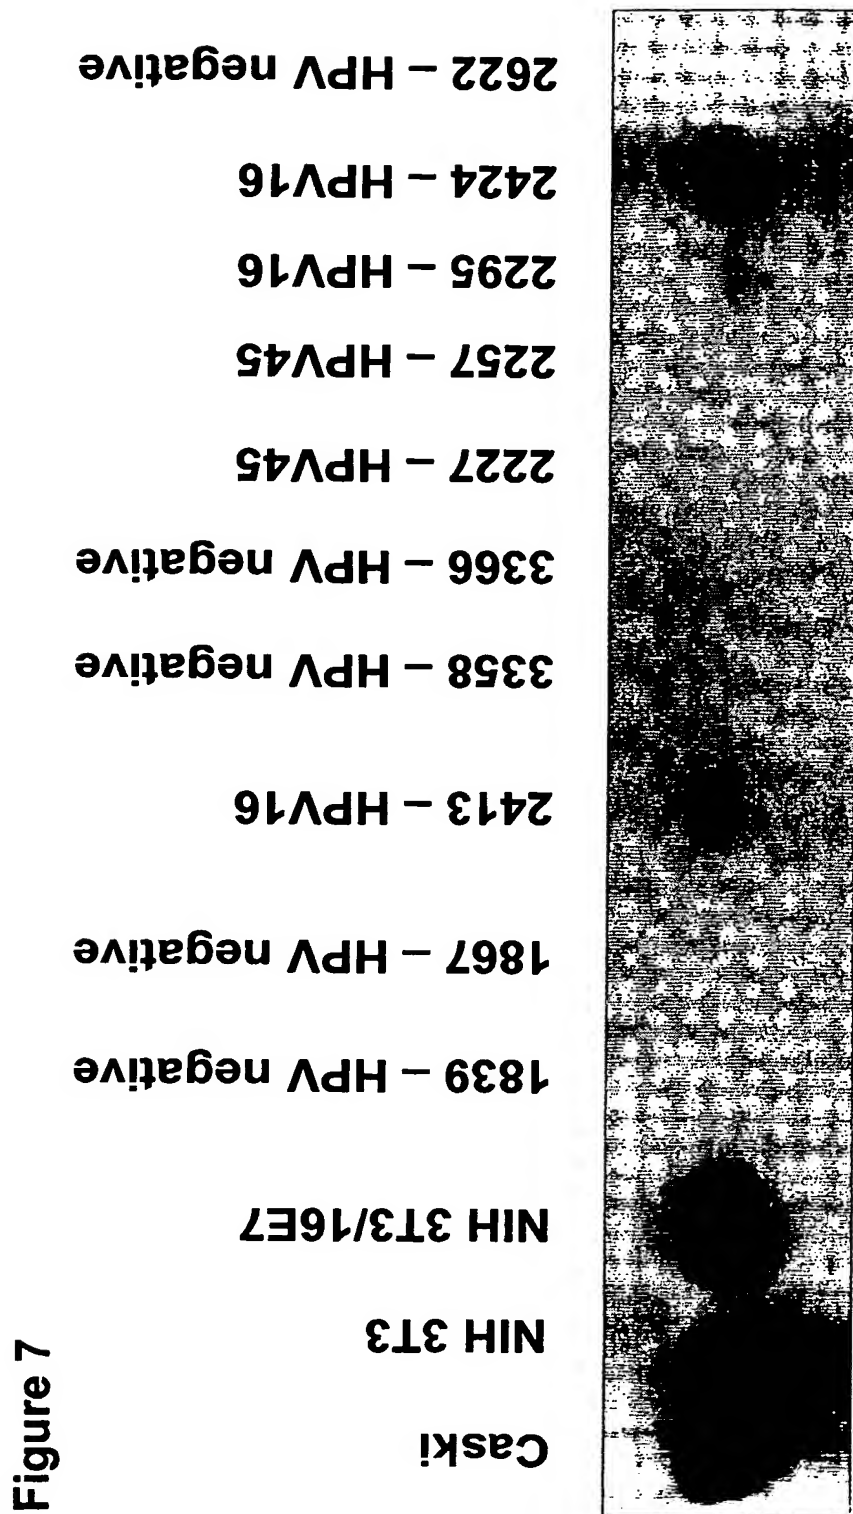 Figure 7
Caski
NIH 3T3
NIH 3T3/16E7
1839 – HPV negative
1867 – HPV negative
2413 – HPV16
3358 – HPV negative
3366 – HPV negative
2227 – HPV45
2257 – HPV45
2295 – HPV16
2424 – HPV16
2622 – HPV negative